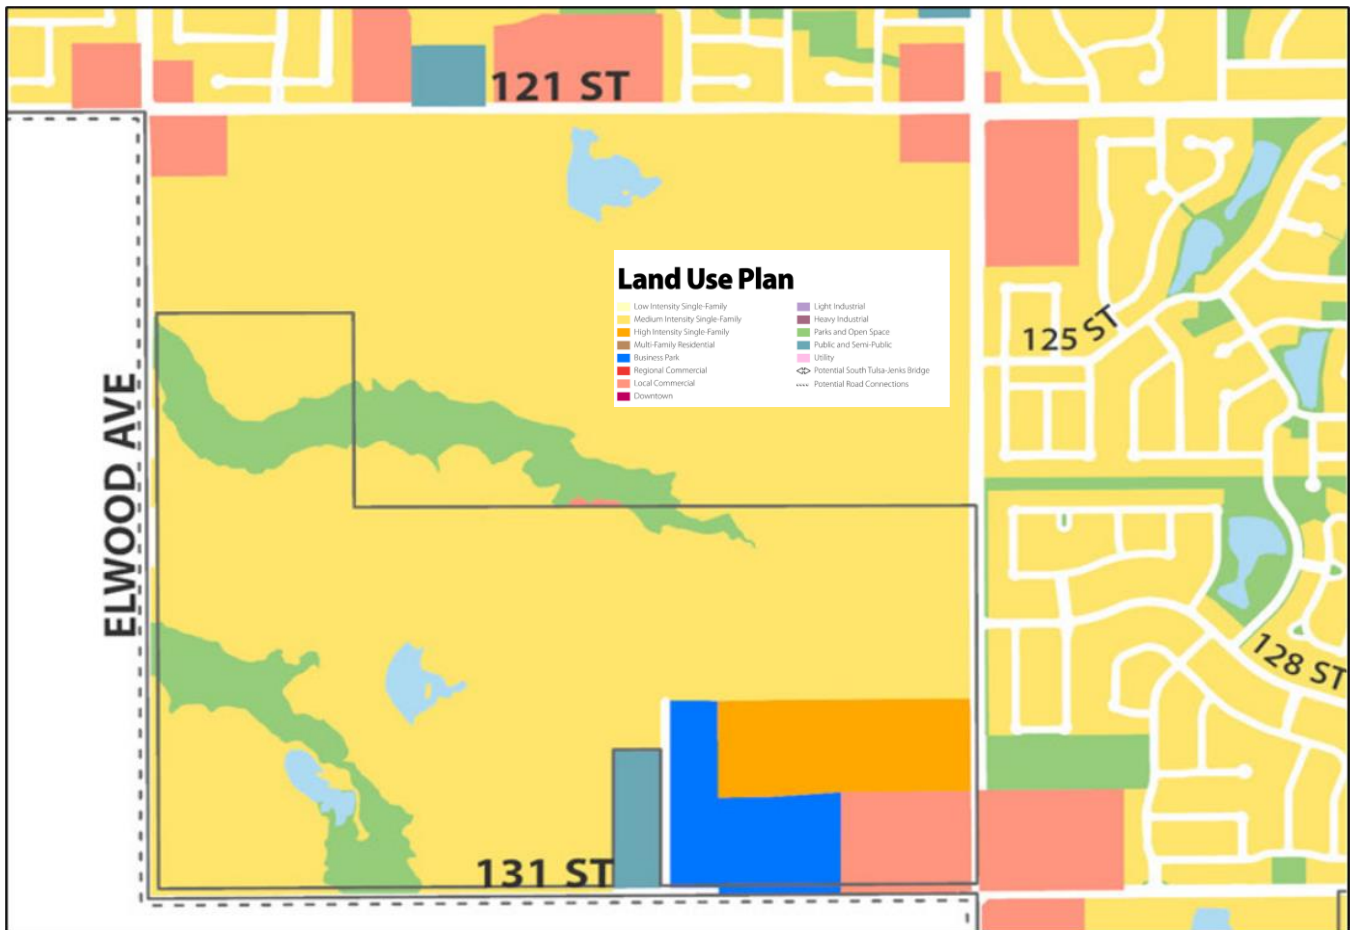 121 ST
Land Use Plan
Low Intensity Single-Family
Medium Intensity Single-Family
High Intensity Single-Family
Multi-Family Residential
Business Park
Regional Commercial
Local Commercial
Downtown
Light Industrial
Heavy Industrial
Parks and Open Space
Public and Semi-Public
Utility
Potential South Tulsa-Jenks Bridge
Potential Road Connections
125 ST
ELWOOD AVE
128 ST
131 ST